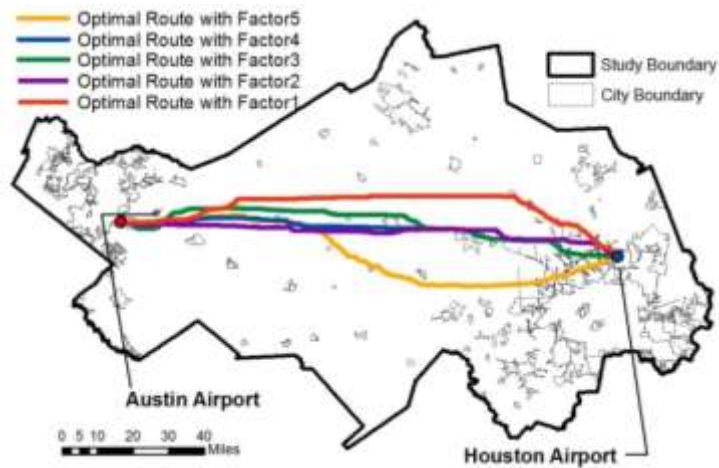 Optimal Route with Factor5
Optimal Route with Factor4
Optimal Route with Factor3
Optimal Route with Factor2
Optimal Route with Factor1
Study Boundary
City Boundary
Austin Airport
0 5 10 20 30 40
Miles
Houston Airport